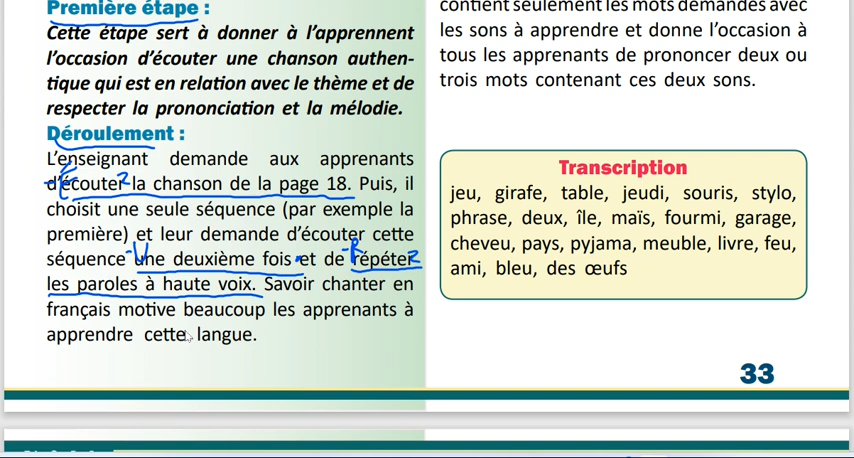 Première étape :
Cette étape sert à donner à l’apprennent
l’occasion d’écouter une chanson authen-
tique qui est en relation avec le thème et de
respecter la prononciation et la mélodie.
Déroulement :
L’enseignant demande aux apprenants
d’écouter la chanson de la page 18. Puis, il
choisit une seule séquence (par exemple la
première) et leur demande d’écouter cette
séquence une deuxième fois et de répéter
les paroles à haute voix. Savoir chanter en
français motive beaucoup les apprenants à
apprendre cette langue.
contient seulement les mots demandés avec
les sons à apprendre et donne l’occasion à
tous les apprenants de prononcer deux ou
trois mots contenant ces deux sons.
Transcription
jeu, girafe, table, jeudi, souris, stylo,
phrase, deux, île, maïs, fourmi, garage,
cheveu, pays, pyjama, meuble, livre, feu,
ami, bleu, des œufs
33